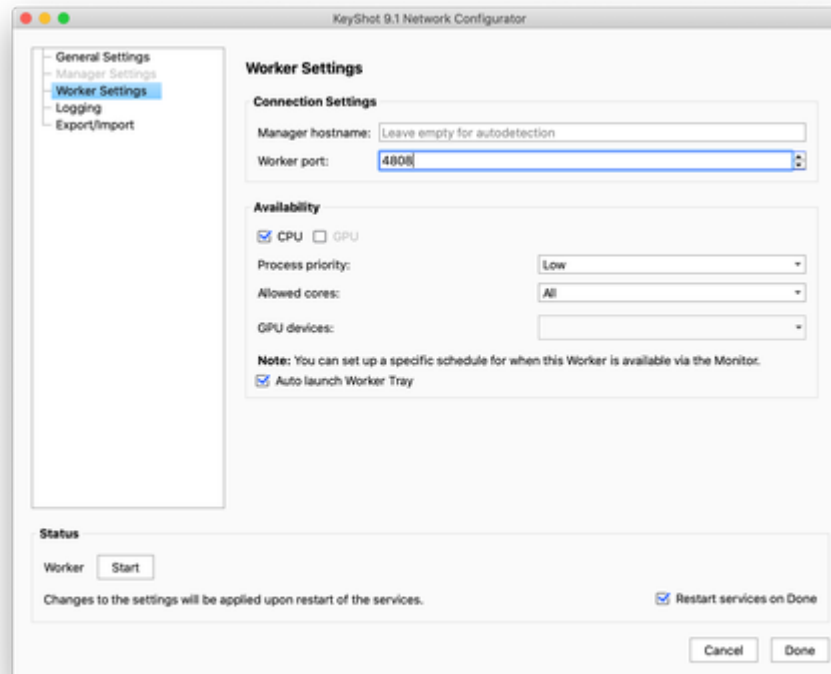 KeyShot 9.1 Network Configurator
General Settings
Manager Settings
Worker Settings
Logging
Export/Import
Worker Settings
Connection Settings
Manager hostname: Leave empty for autodetection
Worker port: 4808
Availability
CPU GPU
Process priority: Low
Allowed cores: All
GPU devices:
Note: You can set up a specific schedule for when this Worker is available via the Monitor.
Auto launch Worker Tray
Status
Worker Start
Changes to the settings will be applied upon restart of the services. Restart services on Done
Cancel Done